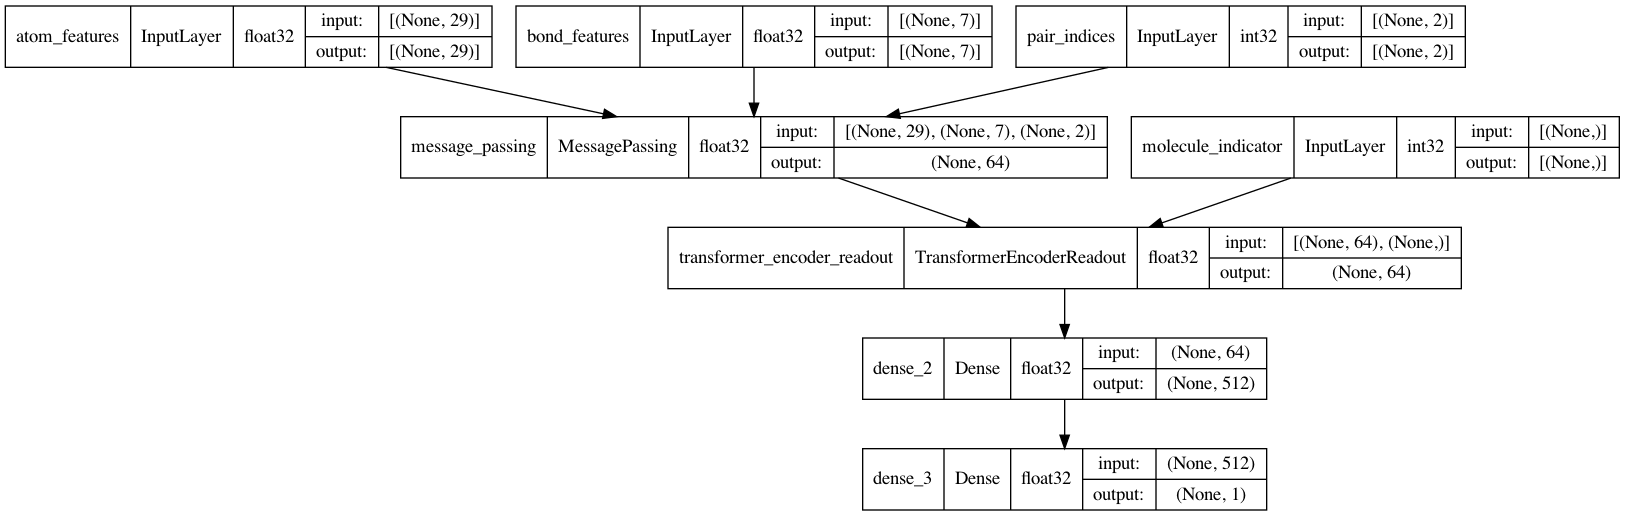 atom_features InputLayer float32 input: [(None, 29)]
output: [(None, 29)]
bond_features InputLayer float32 input: [(None, 7)]
output: [(None, 7)]
pair_indices InputLayer int32 input: [(None, 2)]
output: [(None, 2)]
message_passing MessagePassing float32 input: [(None, 29), (None, 7), (None, 2)]
output: (None, 64)
molecule_indicator InputLayer int32 input: [(None,)]
output: [(None,)]
transformer_encoder_readout TransformerEncoderReadout float32 input: [(None, 64), (None,)]
output: (None, 64)
dense_2 Dense float32 input: (None, 64)
output: (None, 512)
dense_3 Dense float32 input: (None, 512)
output: (None, 1)